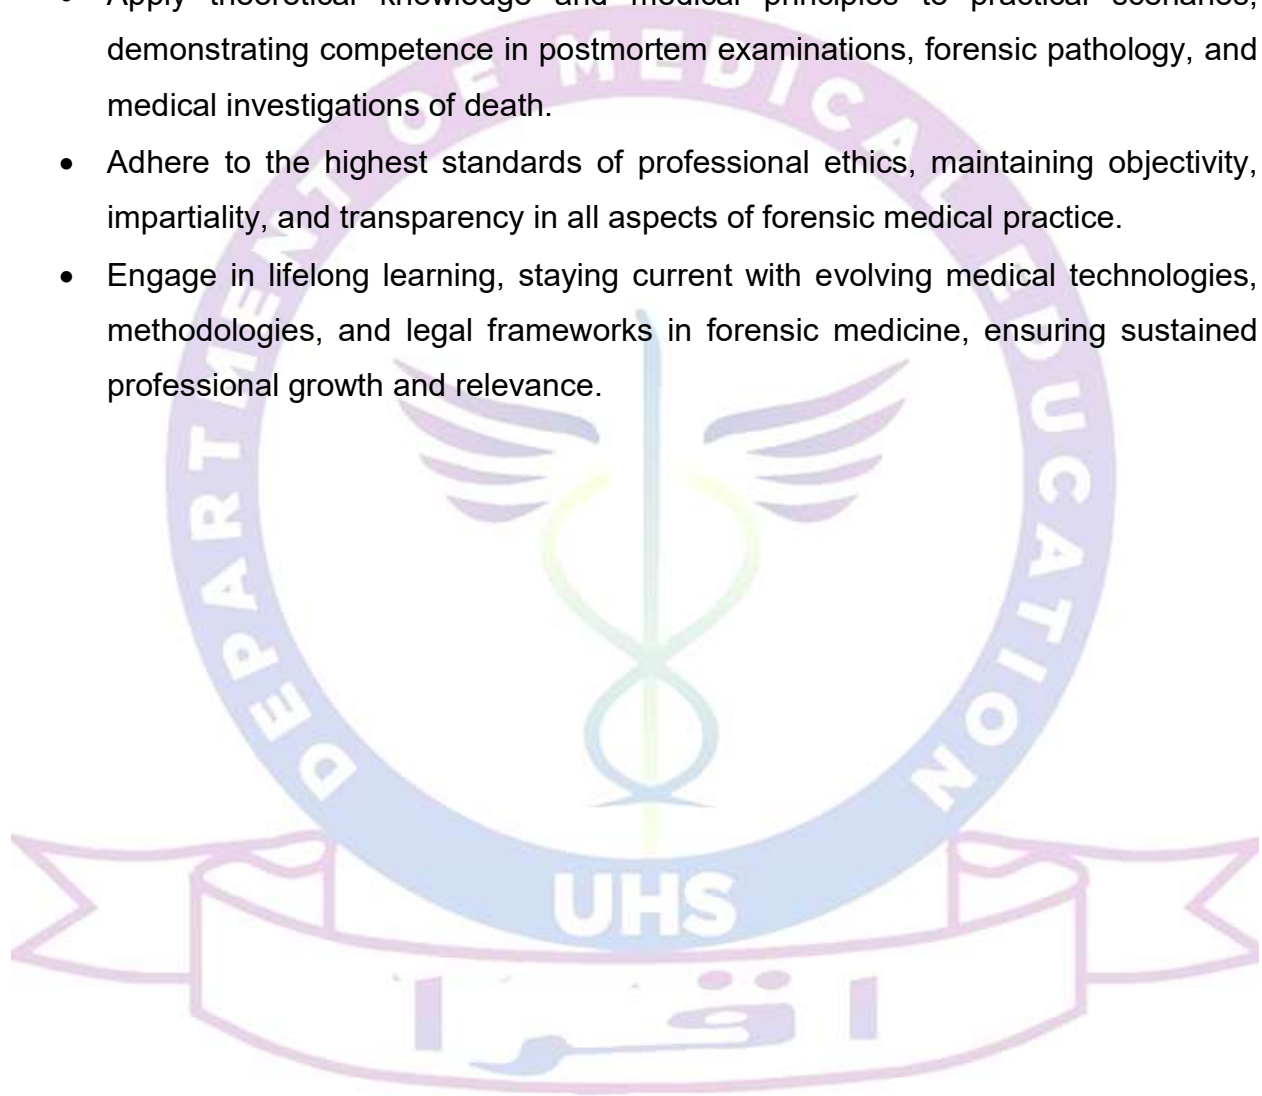 • Apply theoretical knowledge and medical principles to practical scenarios,
demonstrating competence in postmortem examinations, forensic pathology, and
medical investigations of death.
• Adhere to the highest standards of professional ethics, maintaining objectivity,
impartiality, and transparency in all aspects of forensic medical practice.
• Engage in lifelong learning, staying current with evolving medical technologies,
methodologies, and legal frameworks in forensic medicine, ensuring sustained
professional growth and relevance.
DEPARTMENT OF MEDICAL EDUCATION
UHS
اقرا